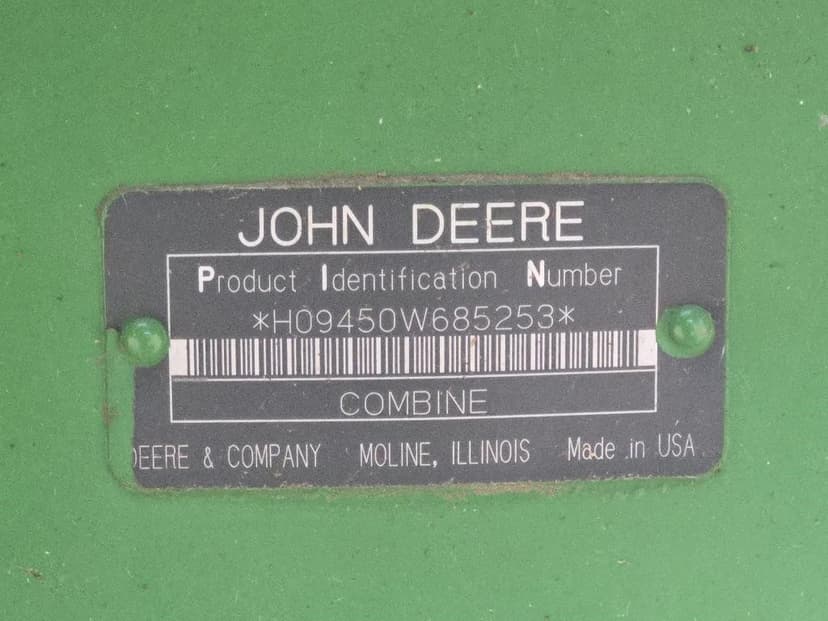 JOHN DEERE
Product Identification Number
*H09450W685253*
COMBINE
DEERE & COMPANY MOLINE, ILLINOIS Made in USA